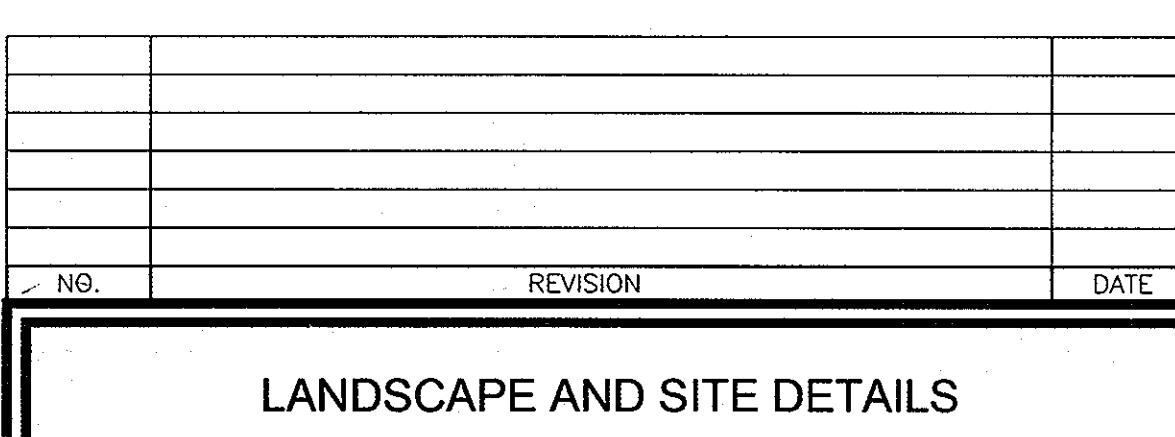 NO. REVISION DATE
LANDSCAPE AND SITE DETAILS